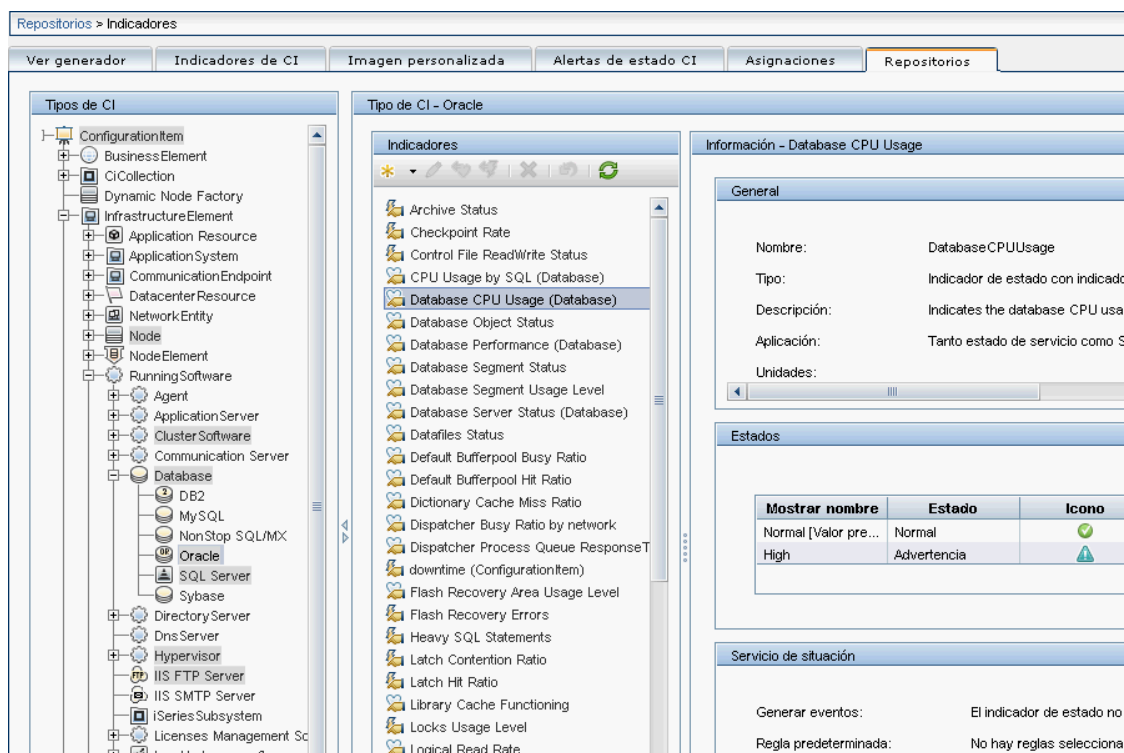 Repositorios > Indicadores
Ver generador
Indicadores de CI
Imagen personalizada
Alertas de estado CI
Asignaciones
Repositorios
Tipos de CI
ConfigurationItem
BusinessElement
CiCollection
Dynamic Node Factory
InfrastructureElement
Application Resource
ApplicationSystem
CommunicationEndpoint
DatacenterResource
NetworkEntity
Node
NodeElement
RunningSoftware
Agent
ApplicationServer
ClusterSoftware
Communication Server
Database
DB2
MySQL
NonStop SQL/MX
Oracle
SQL Server
Sybase
DirectoryServer
DnsServer
Hypervisor
IIS FTP Server
IIS SMTP Server
iSeriesSubsystem
Licenses Management Sc
Tipo de CI - Oracle
Indicadores
Archive Status
Checkpoint Rate
Control File ReadWrite Status
CPU Usage by SQL (Database)
Database CPU Usage (Database)
Database Object Status
Database Performance (Database)
Database Segment Status
Database Segment Usage Level
Database Server Status (Database)
Datafiles Status
Default Bufferpool Busy Ratio
Default Bufferpool Hit Ratio
Dictionary Cache Miss Ratio
Dispatcher Busy Ratio by network
Dispatcher Process Queue ResponseT
downtime (ConfigurationItem)
Flash Recovery Area Usage Level
Flash Recovery Errors
Heavy SQL Statements
Latch Contention Ratio
Latch Hit Ratio
Library Cache Functioning
Locks Usage Level
Logical Read Rate
Información - Database CPU Usage
General
Nombre: DatabaseCPUUsage
Tipo: Indicador de estado con indicado
Descripción: Indicates the database CPU usa
Aplicación: Tanto estado de servicio como S
Unidades:
Estados
Mostrar nombre Estado Icono
Normal [Valor pre... Normal
High Advertencia
Servicio de situación
Generar eventos: El indicador de estado no
Regla predeterminada: No hay reglas selecciona